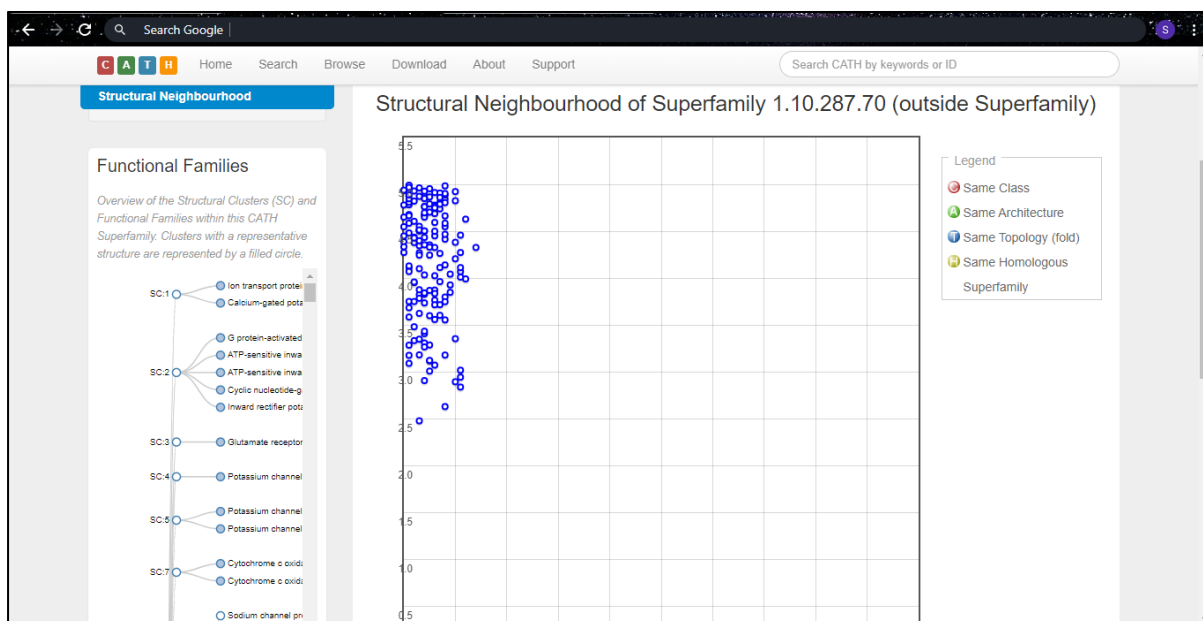 Search Google
S
C A T H
Home Search Browse Download About Support
Search CATH by keywords or ID
Structural Neighbourhood
Functional Families
Overview of the Structural Clusters (SC) and
Functional Families within this CATH
Superfamily. Clusters with a representative
structure are represented by a filled circle.
SC:1
Ion transport protei
Calcium-gated pota
SC:2
G protein-activated
ATP-sensitive inwa
ATP-sensitive inwa
Cyclic nucleotide-g
Inward rectifier pota
SC:3
Glutamate receptor
SC:4
Potassium channel
SC:5
Potassium channel
Potassium channel
SC:7
Cytochrome c oxida
Cytochrome c oxida
Sodium channel pro
Structural Neighbourhood of Superfamily 1.10.287.70 (outside Superfamily)
5.5
4.0
3.5
3.0
2.5
2.0
1.5
1.0
0.5
Legend
C Same Class
A Same Architecture
T Same Topology (fold)
H Same Homologous
Superfamily